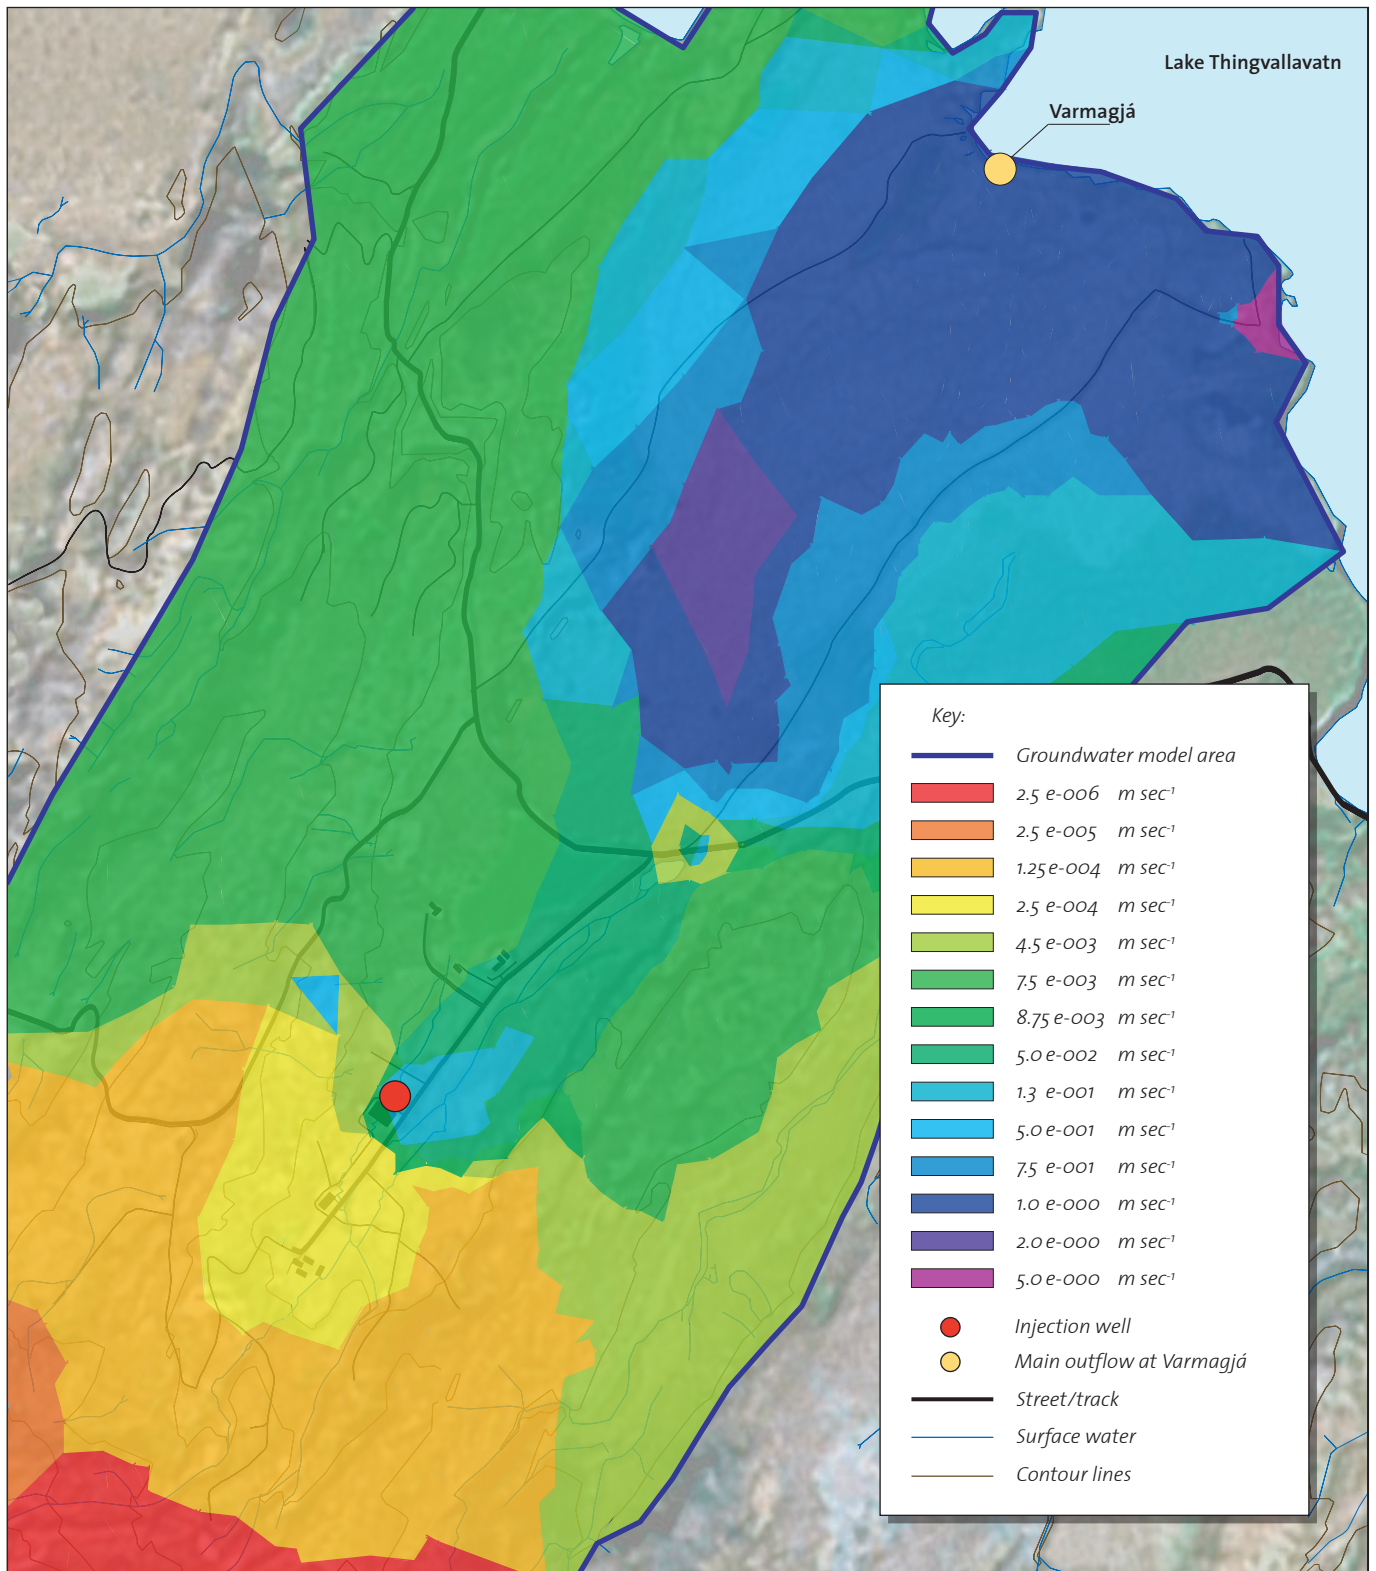 Lake Thingvallavatn
Varmagjá
Key:
Groundwater model area
2.5 e-006 m sec⁻¹
2.5 e-005 m sec⁻¹
1.25 e-004 m sec⁻¹
2.5 e-004 m sec⁻¹
4.5 e-003 m sec⁻¹
7.5 e-003 m sec⁻¹
8.75 e-003 m sec⁻¹
5.0 e-002 m sec⁻¹
1.3 e-001 m sec⁻¹
5.0 e-001 m sec⁻¹
7.5 e-001 m sec⁻¹
1.0 e-000 m sec⁻¹
2.0 e-000 m sec⁻¹
5.0 e-000 m sec⁻¹
Injection well
Main outflow at Varmagjá
Street/track
Surface water
Contour lines